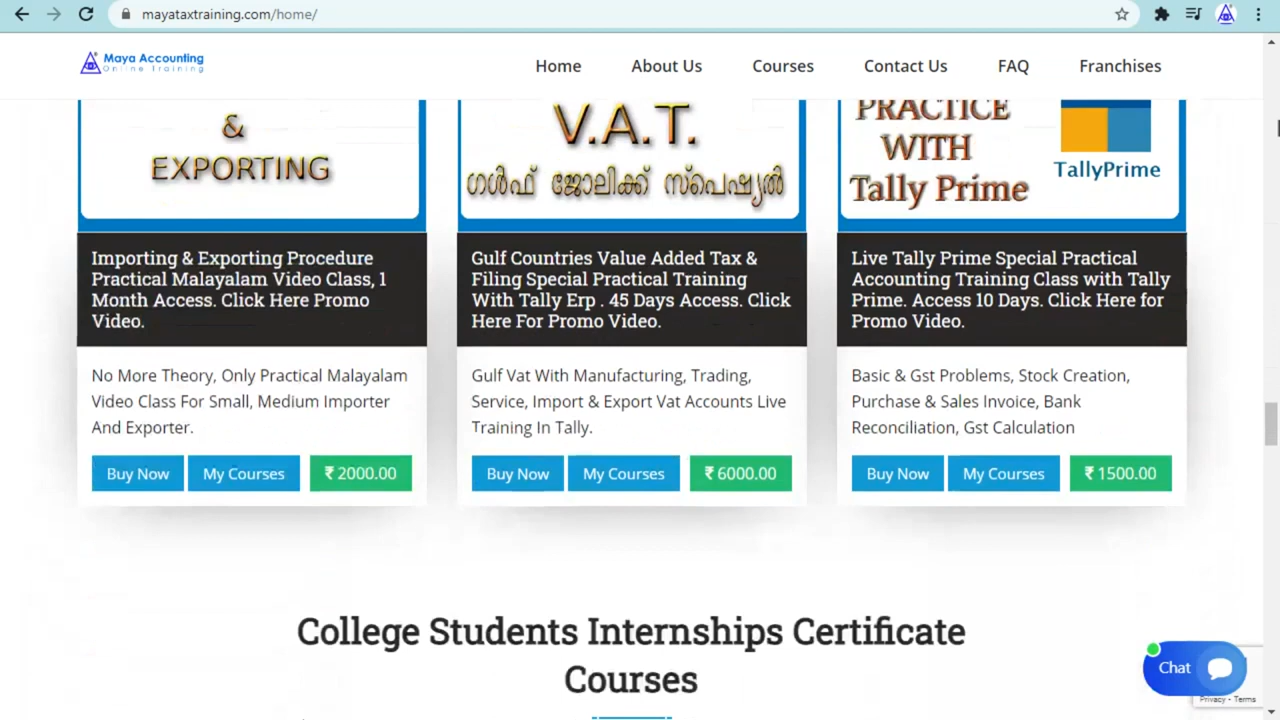 mayataxtraining.com/home/
Maya Accounting
Online Training
Home
About Us
Courses
Contact Us
FAQ
Franchises
&
EXPORTING
V.A.T.
ഗൾഫ് ജോലിക്ക് സ്പെഷ്യൽ
PRACTICE
WITH
Tally Prime
TallyPrime
Importing & Exporting Procedure
Practical Malayalam Video Class, 1
Month Access. Click Here Promo
Video.
Gulf Countries Value Added Tax &
Filing Special Practical Training
With Tally Erp . 45 Days Access. Click
Here For Promo Video.
Live Tally Prime Special Practical
Accounting Training Class with Tally
Prime. Access 10 Days. Click Here for
Promo Video.
No More Theory, Only Practical Malayalam
Video Class For Small, Medium Importer
And Exporter.
Gulf Vat With Manufacturing, Trading,
Service, Import & Export Vat Accounts Live
Training In Tally.
Basic & Gst Problems, Stock Creation,
Purchase & Sales Invoice, Bank
Reconciliation, Gst Calculation
Buy Now
My Courses
₹ 2000.00
Buy Now
My Courses
₹ 6000.00
Buy Now
My Courses
₹ 1500.00
College Students Internships Certificate
Courses
Chat
Privacy - Terms